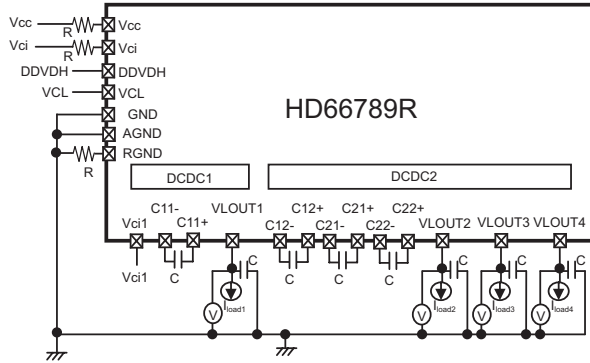 Vcc R Vcc
Vci R Vci
DDVDH DDVDH
VCL VCL
GND
AGND
R RGND
HD66789R
DCDC1 DCDC2
Vci1 C11- C11+ VLOUT1 C12- C12+ C21- C21+ C22- C22+ VLOUT2 VLOUT3 VLOUT4
Vci1 C C C C C C C C
V Iload1 V Iload2 V Iload3 V Iload4